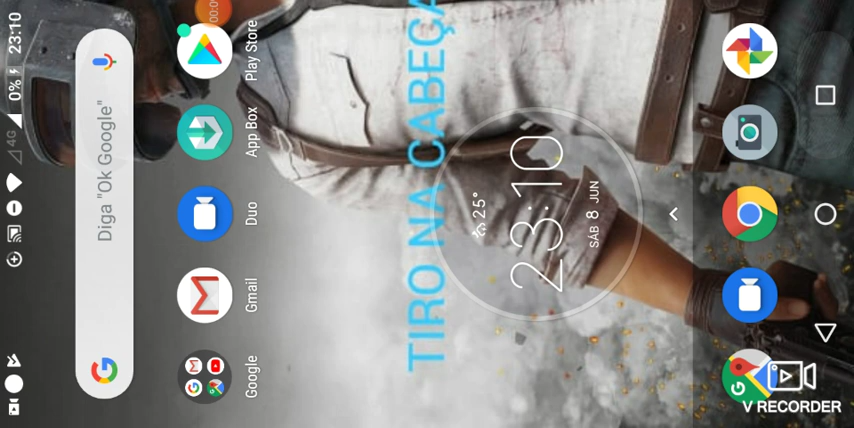 4G 0% 23:10
Diga "Ok Google"
Google
Gmail
Duo
App Box
Play Store
TIRO NA CABEÇA
25°
23:10
SÁB 8 JUN
V RECORDER